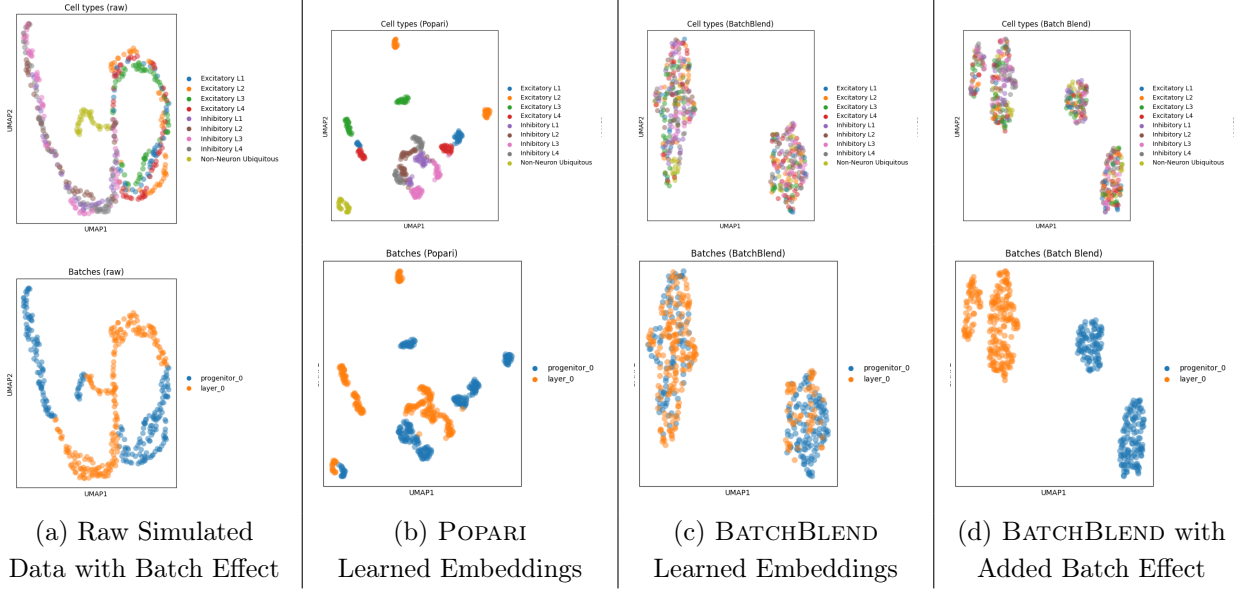 Cell types (raw)
UMAP2
Excitatory L1
Excitatory L2
Excitatory L3
Excitatory L4
Inhibitory L1
Inhibitory L2
Inhibitory L3
Inhibitory L4
Non-Neuron Ubiquitous
UMAP1
Cell types (Popari)
UMAP2
Excitatory L1
Excitatory L2
Excitatory L3
Excitatory L4
Inhibitory L1
Inhibitory L2
Inhibitory L3
Inhibitory L4
Non-Neuron Ubiquitous
UMAP1
Cell types (BatchBlend)
Excitatory L1
Excitatory L2
Excitatory L3
Excitatory L4
Inhibitory L1
Inhibitory L2
Inhibitory L3
Inhibitory L4
Non-Neuron Ubiquitous
UMAP1
Cell types (Batch Blend)
Excitatory L1
Excitatory L2
Excitatory L3
Excitatory L4
Inhibitory L1
Inhibitory L2
Inhibitory L3
Inhibitory L4
Non-Neuron Ubiquitous
UMAP1
Batches (raw)
UMAP2
progenitor_0
layer_0
UMAP1
Batches (Popari)
progenitor_0
layer_0
UMAP1
Batches (BatchBlend)
progenitor_0
layer_0
UMAP1
Batches (Batch Blend)
progenitor_0
layer_0
UMAP1
(a) Raw Simulated
Data with Batch Effect
(b) POPARI
Learned Embeddings
(c) BATCHBLEND
Learned Embeddings
(d) BATCHBLEND with
Added Batch Effect